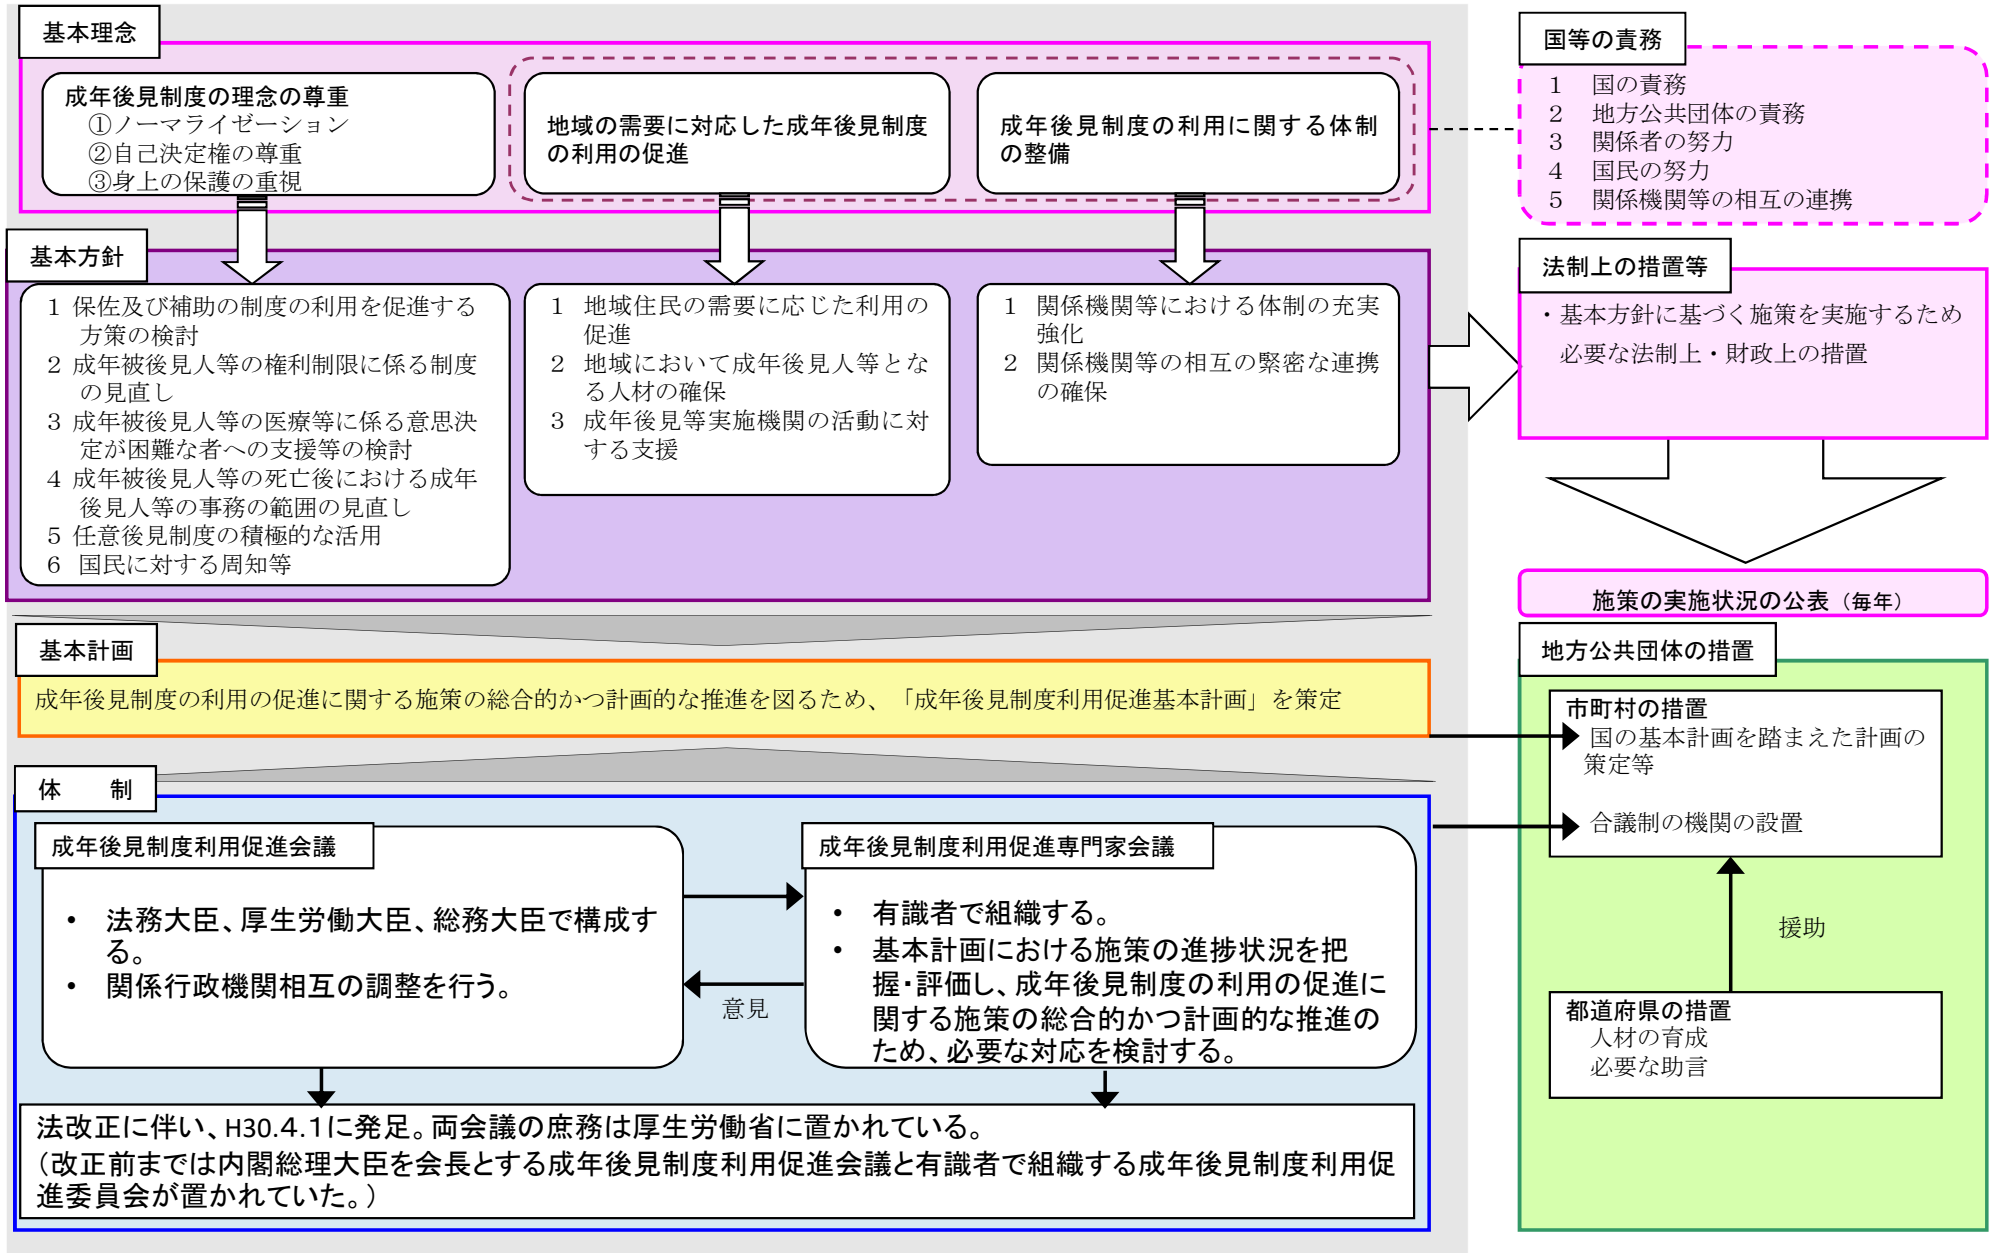 基本理念
成年後見制度の理念の尊重
①ノーマライゼーション
②自己決定権の尊重
③身上の保護の重視
地域の需要に対応した成年後見制度
の利用の促進
成年後見制度の利用に関する体制
の整備
国等の責務
１　国の責務
２　地方公共団体の責務
３　関係者の努力
４　国民の努力
５　関係機関等の相互の連携
基本方針
１ 保佐及び補助の制度の利用を促進する
方策の検討
２ 成年被後見人等の権利制限に係る制度
の見直し
３ 成年被後見人等の医療等に係る意思決
定が困難な者への支援等の検討
４ 成年被後見人等の死亡後における成年
後見人等の事務の範囲の見直し
５ 任意後見制度の積極的な活用
６ 国民に対する周知等
１ 地域住民の需要に応じた利用の
促進
２ 地域において成年後見人等とな
る人材の確保
３ 成年後見等実施機関の活動に対
する支援
１ 関係機関等における体制の充実
強化
２ 関係機関等の相互の緊密な連携
の確保
法制上の措置等
・基本方針に基づく施策を実施するため
必要な法制上・財政上の措置
施策の実施状況の公表（毎年）
基本計画
成年後見制度の利用の促進に関する施策の総合的かつ計画的な推進を図るため、「成年後見制度利用促進基本計画」を策定
体　　制
成年後見制度利用促進会議
・ 法務大臣、厚生労働大臣、総務大臣で構成す
る。
・ 関係行政機関相互の調整を行う。
意見
成年後見制度利用促進専門家会議
・ 有識者で組織する。
・ 基本計画における施策の進捗状況を把
握・評価し、成年後見制度の利用の促進に
関する施策の総合的かつ計画的な推進の
ため、必要な対応を検討する。
法改正に伴い、H30.4.1に発足。両会議の庶務は厚生労働省に置かれている。
（改正前までは内閣総理大臣を会長とする成年後見制度利用促進会議と有識者で組織する成年後見制度利用促
進委員会が置かれていた。）
地方公共団体の措置
市町村の措置
国の基本計画を踏まえた計画の
策定等
合議制の機関の設置
援助
都道府県の措置
人材の育成
必要な助言